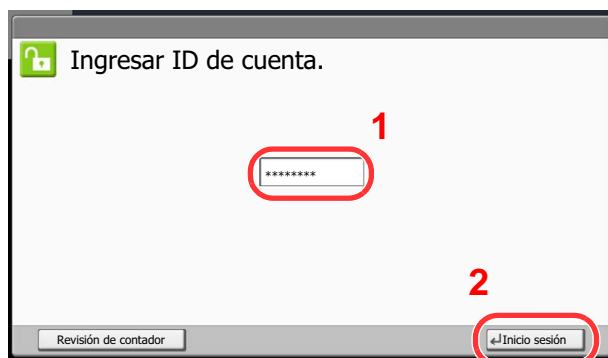 Ingresar ID de cuenta.
1
********
2
Revisión de contador
Inicio sesión